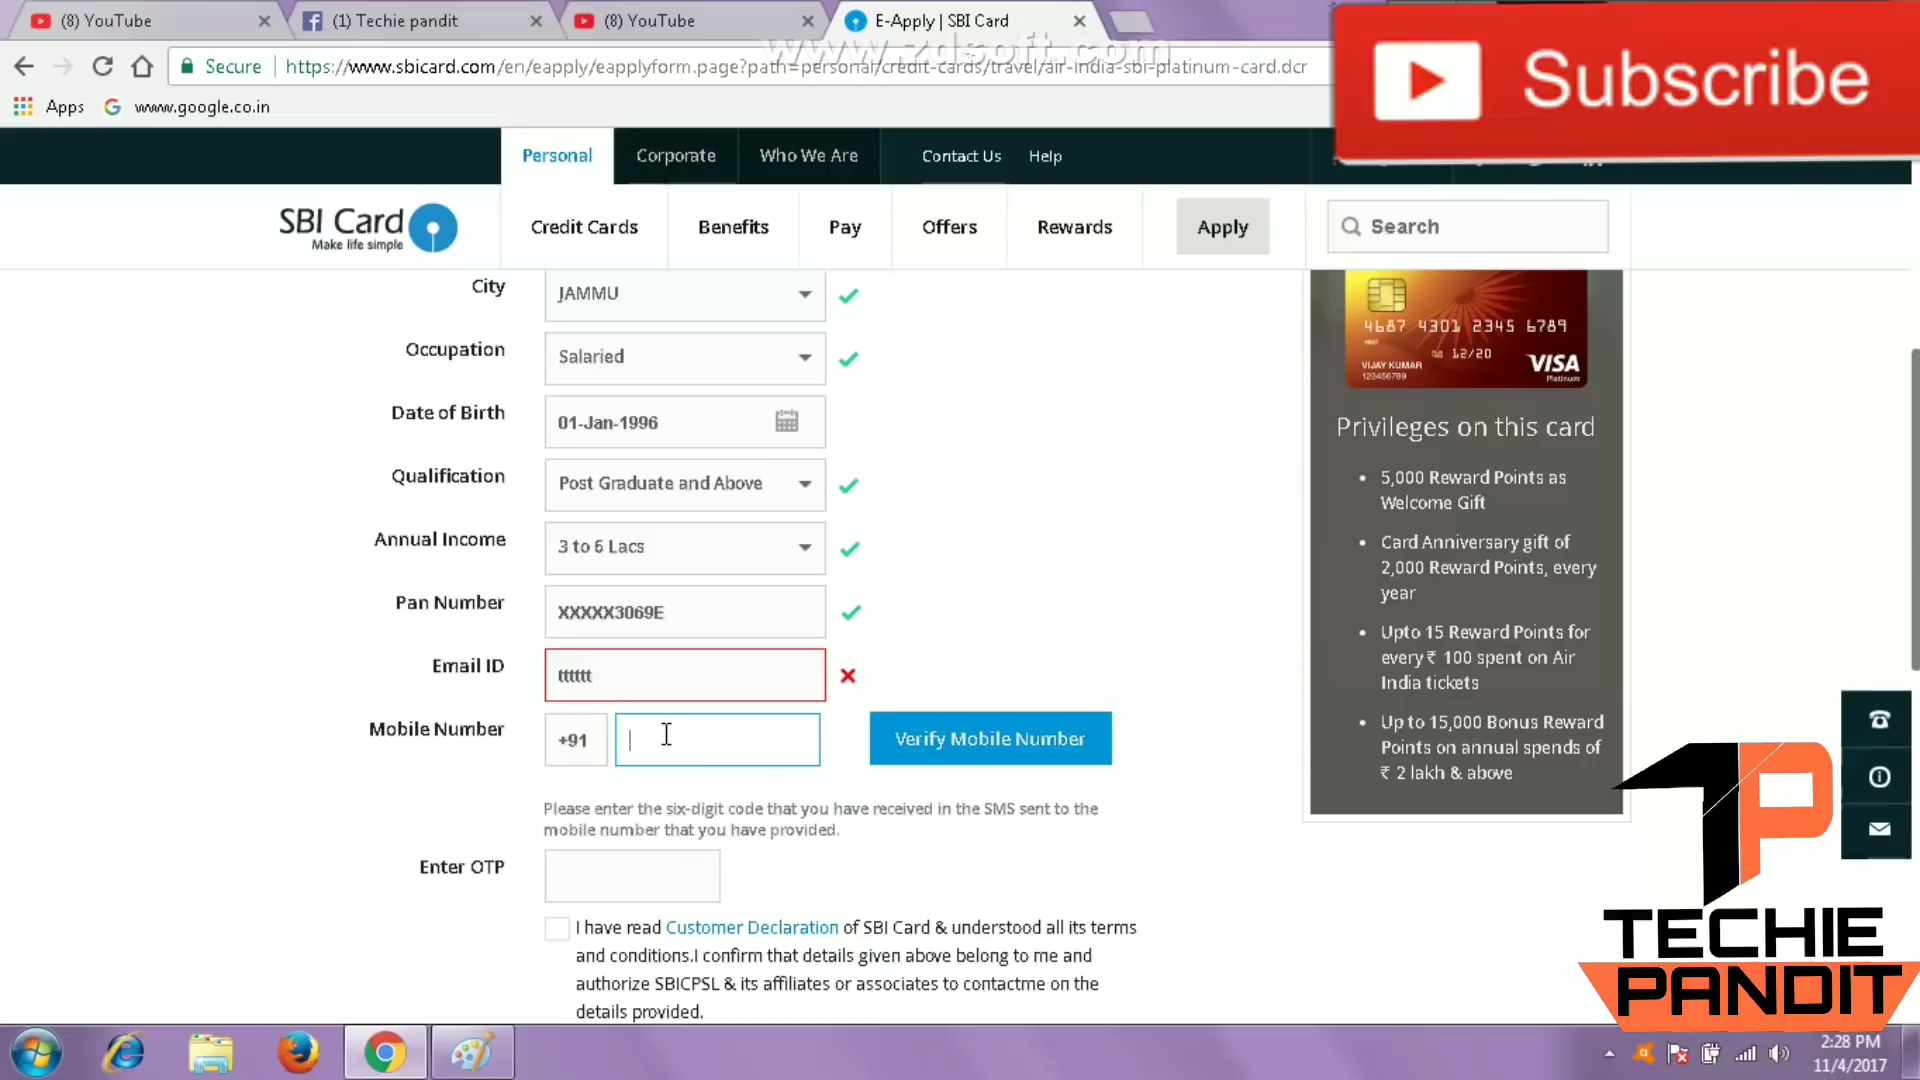 (8) YouTube
(1) Techie pandit
(8) YouTube
E-Apply | SBI Card
www.zdsoft.com
Secure
https://www.sbicard.com/en/eapply/eapplyform.page?path=personal/credit-cards/travel/air-india-sbi-platinum-card.dcr
Subscribe
Apps
www.google.co.in
Personal
Corporate
Who We Are
Contact Us
Help
SBI Card
Make life simple
Credit Cards
Benefits
Pay
Offers
Rewards
Apply
Search
City
JAMMU
Occupation
Salaried
Date of Birth
01-Jan-1996
Qualification
Post Graduate and Above
Annual Income
3 to 6 Lacs
Pan Number
XXXXX3069E
Email ID
tttttt
Mobile Number
+91
Verify Mobile Number
Please enter the six-digit code that you have received in the SMS sent to the
mobile number that you have provided.
Enter OTP
I have read Customer Declaration of SBI Card & understood all its terms
and conditions.I confirm that details given above belong to me and
authorize SBICPSL & its affiliates or associates to contactme on the
details provided.
4687 4301 2345 6789
12/20
VIJAY KUMAR
123456789
VISA
Platinum
Privileges on this card
5,000 Reward Points as
Welcome Gift
Card Anniversary gift of
2,000 Reward Points, every
year
Upto 15 Reward Points for
every ₹ 100 spent on Air
India tickets
Up to 15,000 Bonus Reward
Points on annual spends of
₹ 2 lakh & above
TP
TECHIE
PANDIT
2:28 PM
11/4/2017